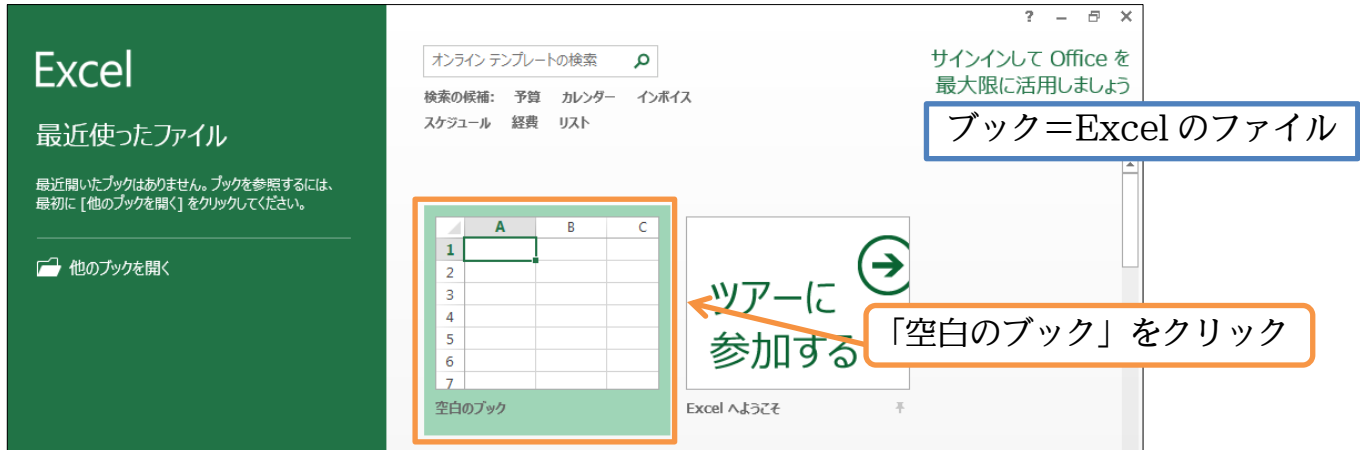 ?
Excel
最近使ったファイル
最近開いたブックはありません。ブックを参照するには、
最初に [他のブックを開く] をクリックしてください。
他のブックを開く
オンライン テンプレートの検索
検索の候補: 予算 カレンダー インボイス
スケジュール 経費 リスト
サインインして Office を
最大限に活用しましょう
ブック＝Excel のファイル
A B C
1
2
3
4
5
6
7
空白のブック
ツアーに
参加する
Excel へようこそ
「空白のブック」をクリック